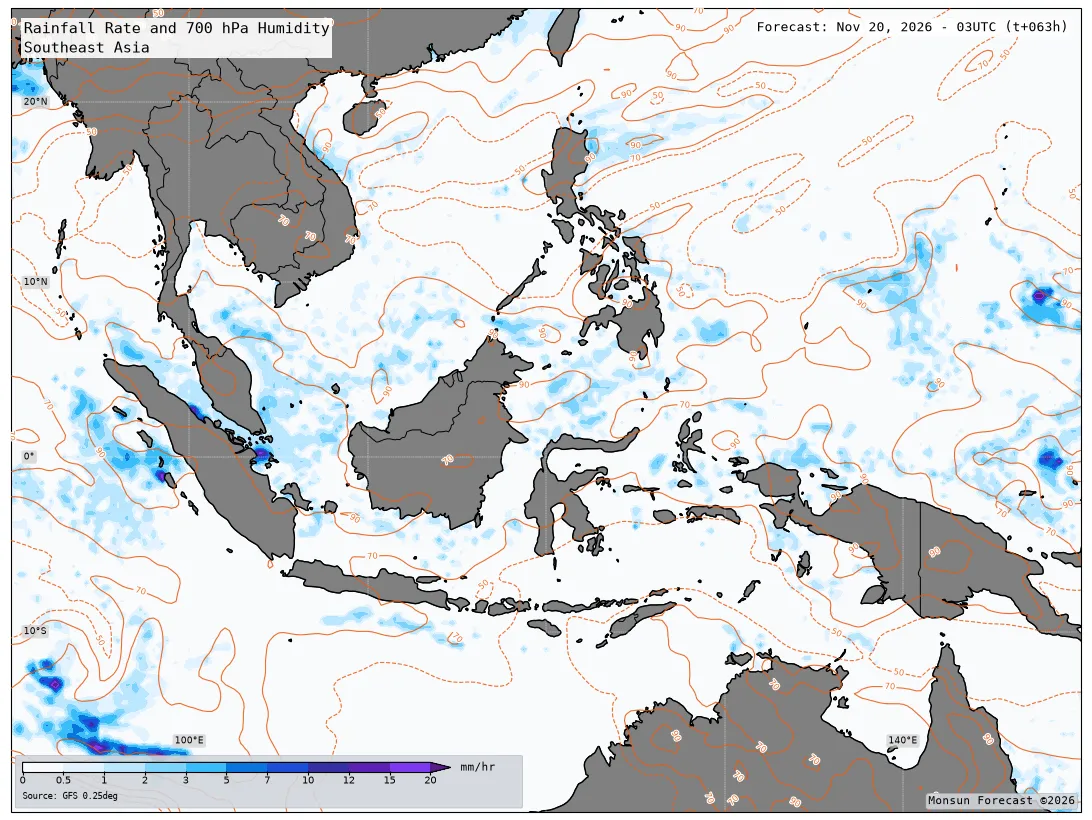 Rainfall Rate and 700 hPa Humidity
Southeast Asia
Forecast: Nov 20, 2026 - 03UTC (t+063h)
20°N
10°N
0°
10°S
100°E
140°E
0 0.5 1 2 3 5 7 10 12 15 20 mm/hr
Source: GFS 0.25deg
Monsun Forecast ©2026